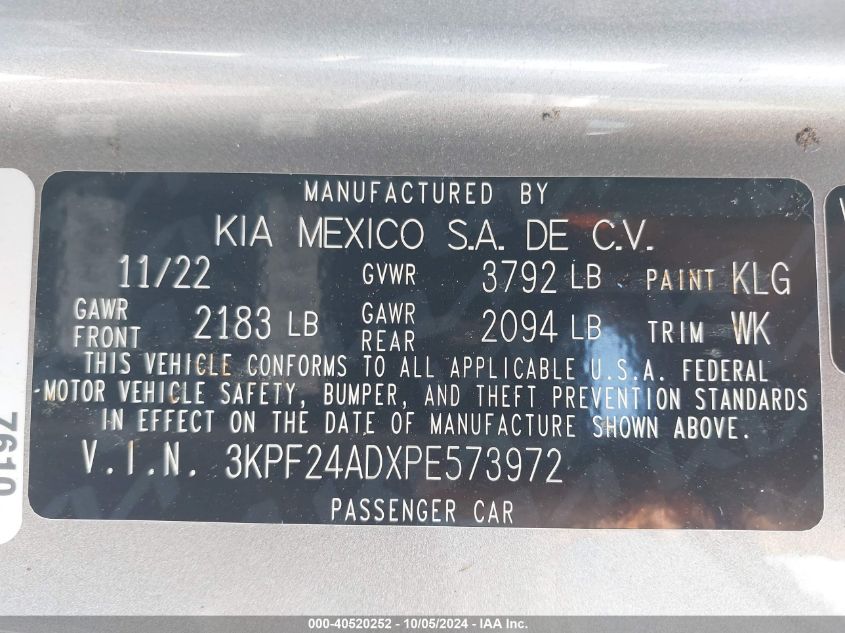 MANUFACTURED BY
KIA MEXICO S.A. DE C.V.
11/22 GVWR 3792 LB PAINT KLG
GAWR FRONT 2183 LB GAWR REAR 2094 LB TRIM WK
THIS VEHICLE CONFORMS TO ALL APPLICABLE U.S.A. FEDERAL
MOTOR VEHICLE SAFETY, BUMPER, AND THEFT PREVENTION STANDARDS
IN EFFECT ON THE DATE OF MANUFACTURE SHOWN ABOVE.
V.I.N. 3KPF24ADXPE573972
PASSENGER CAR
000-40520252 - 10/05/2024 - IAA Inc.